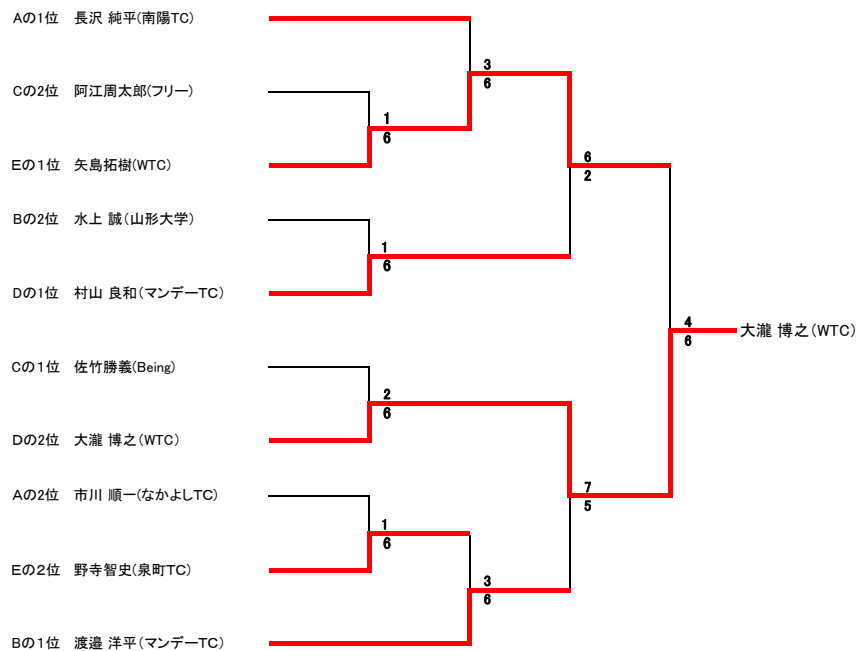 Aの1位 長沢 純平(南陽TC)
3
6
Cの2位 阿江周太郎(フリー)
1
6
Eの1位 矢島拓樹(WTC)
6
2
Bの2位 水上 誠(山形大学)
1
6
Dの1位 村山 良和(マンデーTC)
4
6
大瀧 博之(WTC)
Cの1位 佐竹勝義(Being)
2
6
Dの2位 大瀧 博之(WTC)
Aの2位 市川 順一(なかよしTC)
7
5
1
6
Eの2位 野寺智史(泉町TC)
3
6
Bの1位 渡邉 洋平(マンデーTC)